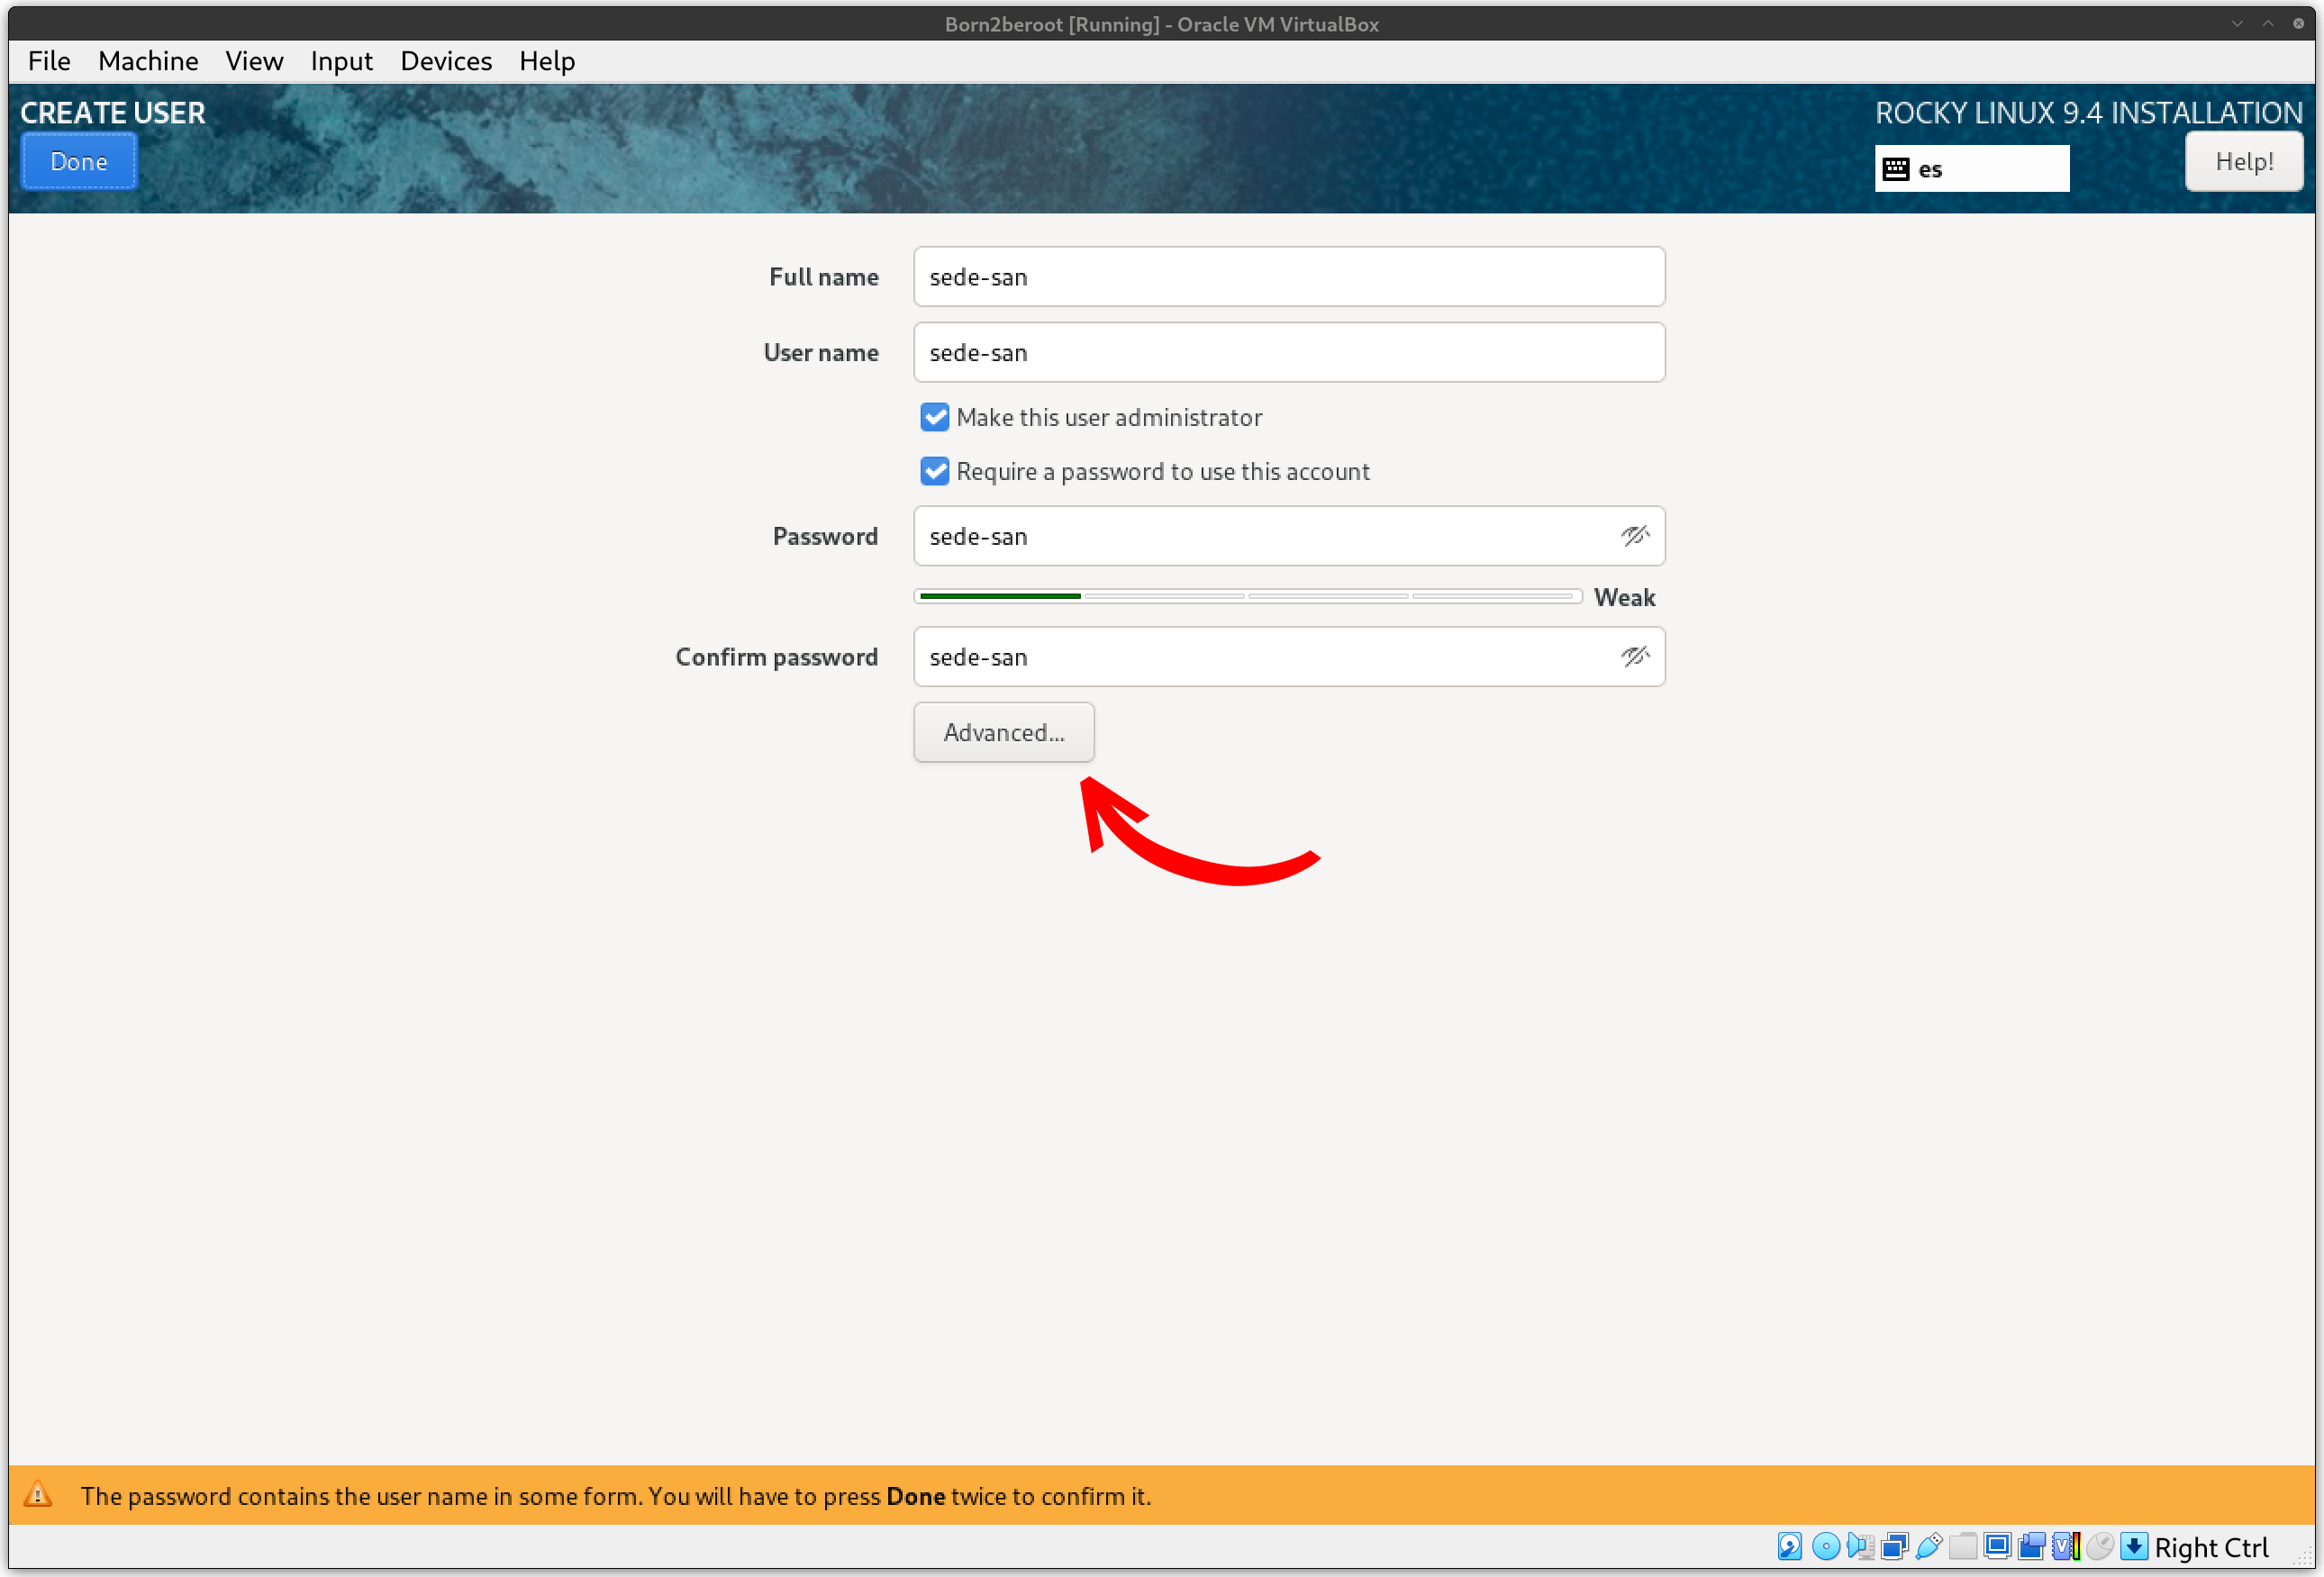 Born2beroot [Running] - Oracle VM VirtualBox
File Machine View Input Devices Help
CREATE USER
ROCKY LINUX 9.4 INSTALLATION
Done
es
Help!
Full name
sede-san
User name
sede-san
Make this user administrator
Require a password to use this account
Password
sede-san
Weak
Confirm password
sede-san
Advanced...
The password contains the user name in some form. You will have to press Done twice to confirm it.
Right Ctrl